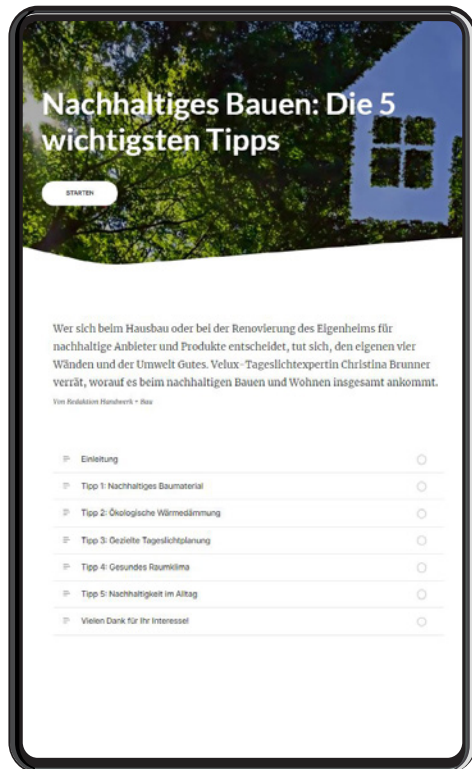 Nachhaltiges Bauen: Die 5
wichtigsten Tipps
STARTEN
Wer sich beim Hausbau oder bei der Renovierung des Eigenheims für
nachhaltige Anbieter und Produkte entscheidet, tut sich, den eigenen vier
Wänden und der Umwelt Gutes. Velux-Tageslichtexpertin Christina Brunner
verrät, worauf es beim nachhaltigen Bauen und Wohnen insgesamt ankommt.
Von Redaktion Handwerk + Bau
Einleitung
Tipp 1: Nachhaltiges Baumaterial
Tipp 2: Ökologische Wärmedämmung
Tipp 3: Gezielte Tageslichtplanung
Tipp 4: Gesundes Raumklima
Tipp 5: Nachhaltigkeit im Alltag
Vielen Dank für Ihr Interesse!